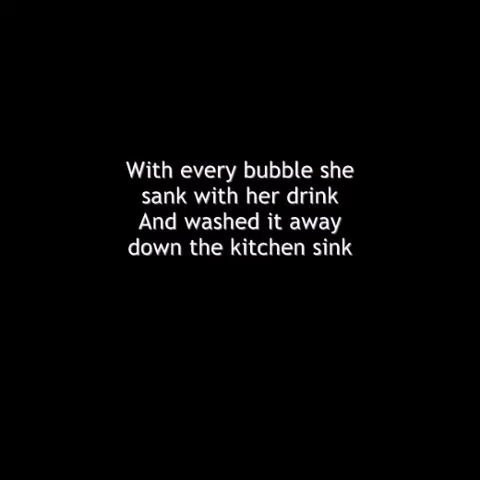 With every bubble she
sank with her drink
And washed it away
down the kitchen sink